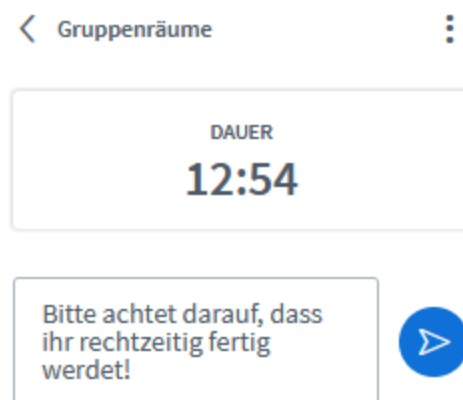 Gruppenräume
DAUER
12:54
Bitte achtet darauf, dass
ihr rechtzeitig fertig
werdet!